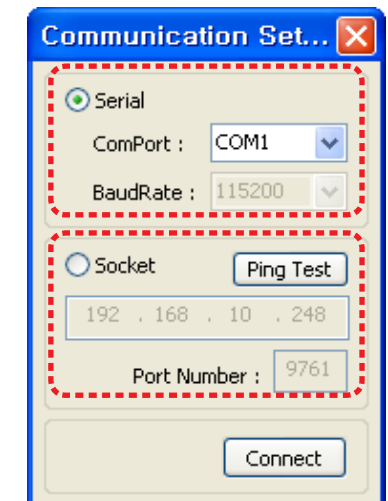 Communication Set...
Serial
ComPort : COM1
BaudRate : 115200
Socket Ping Test
192 . 168 . 10 . 248
Port Number : 9761
Connect